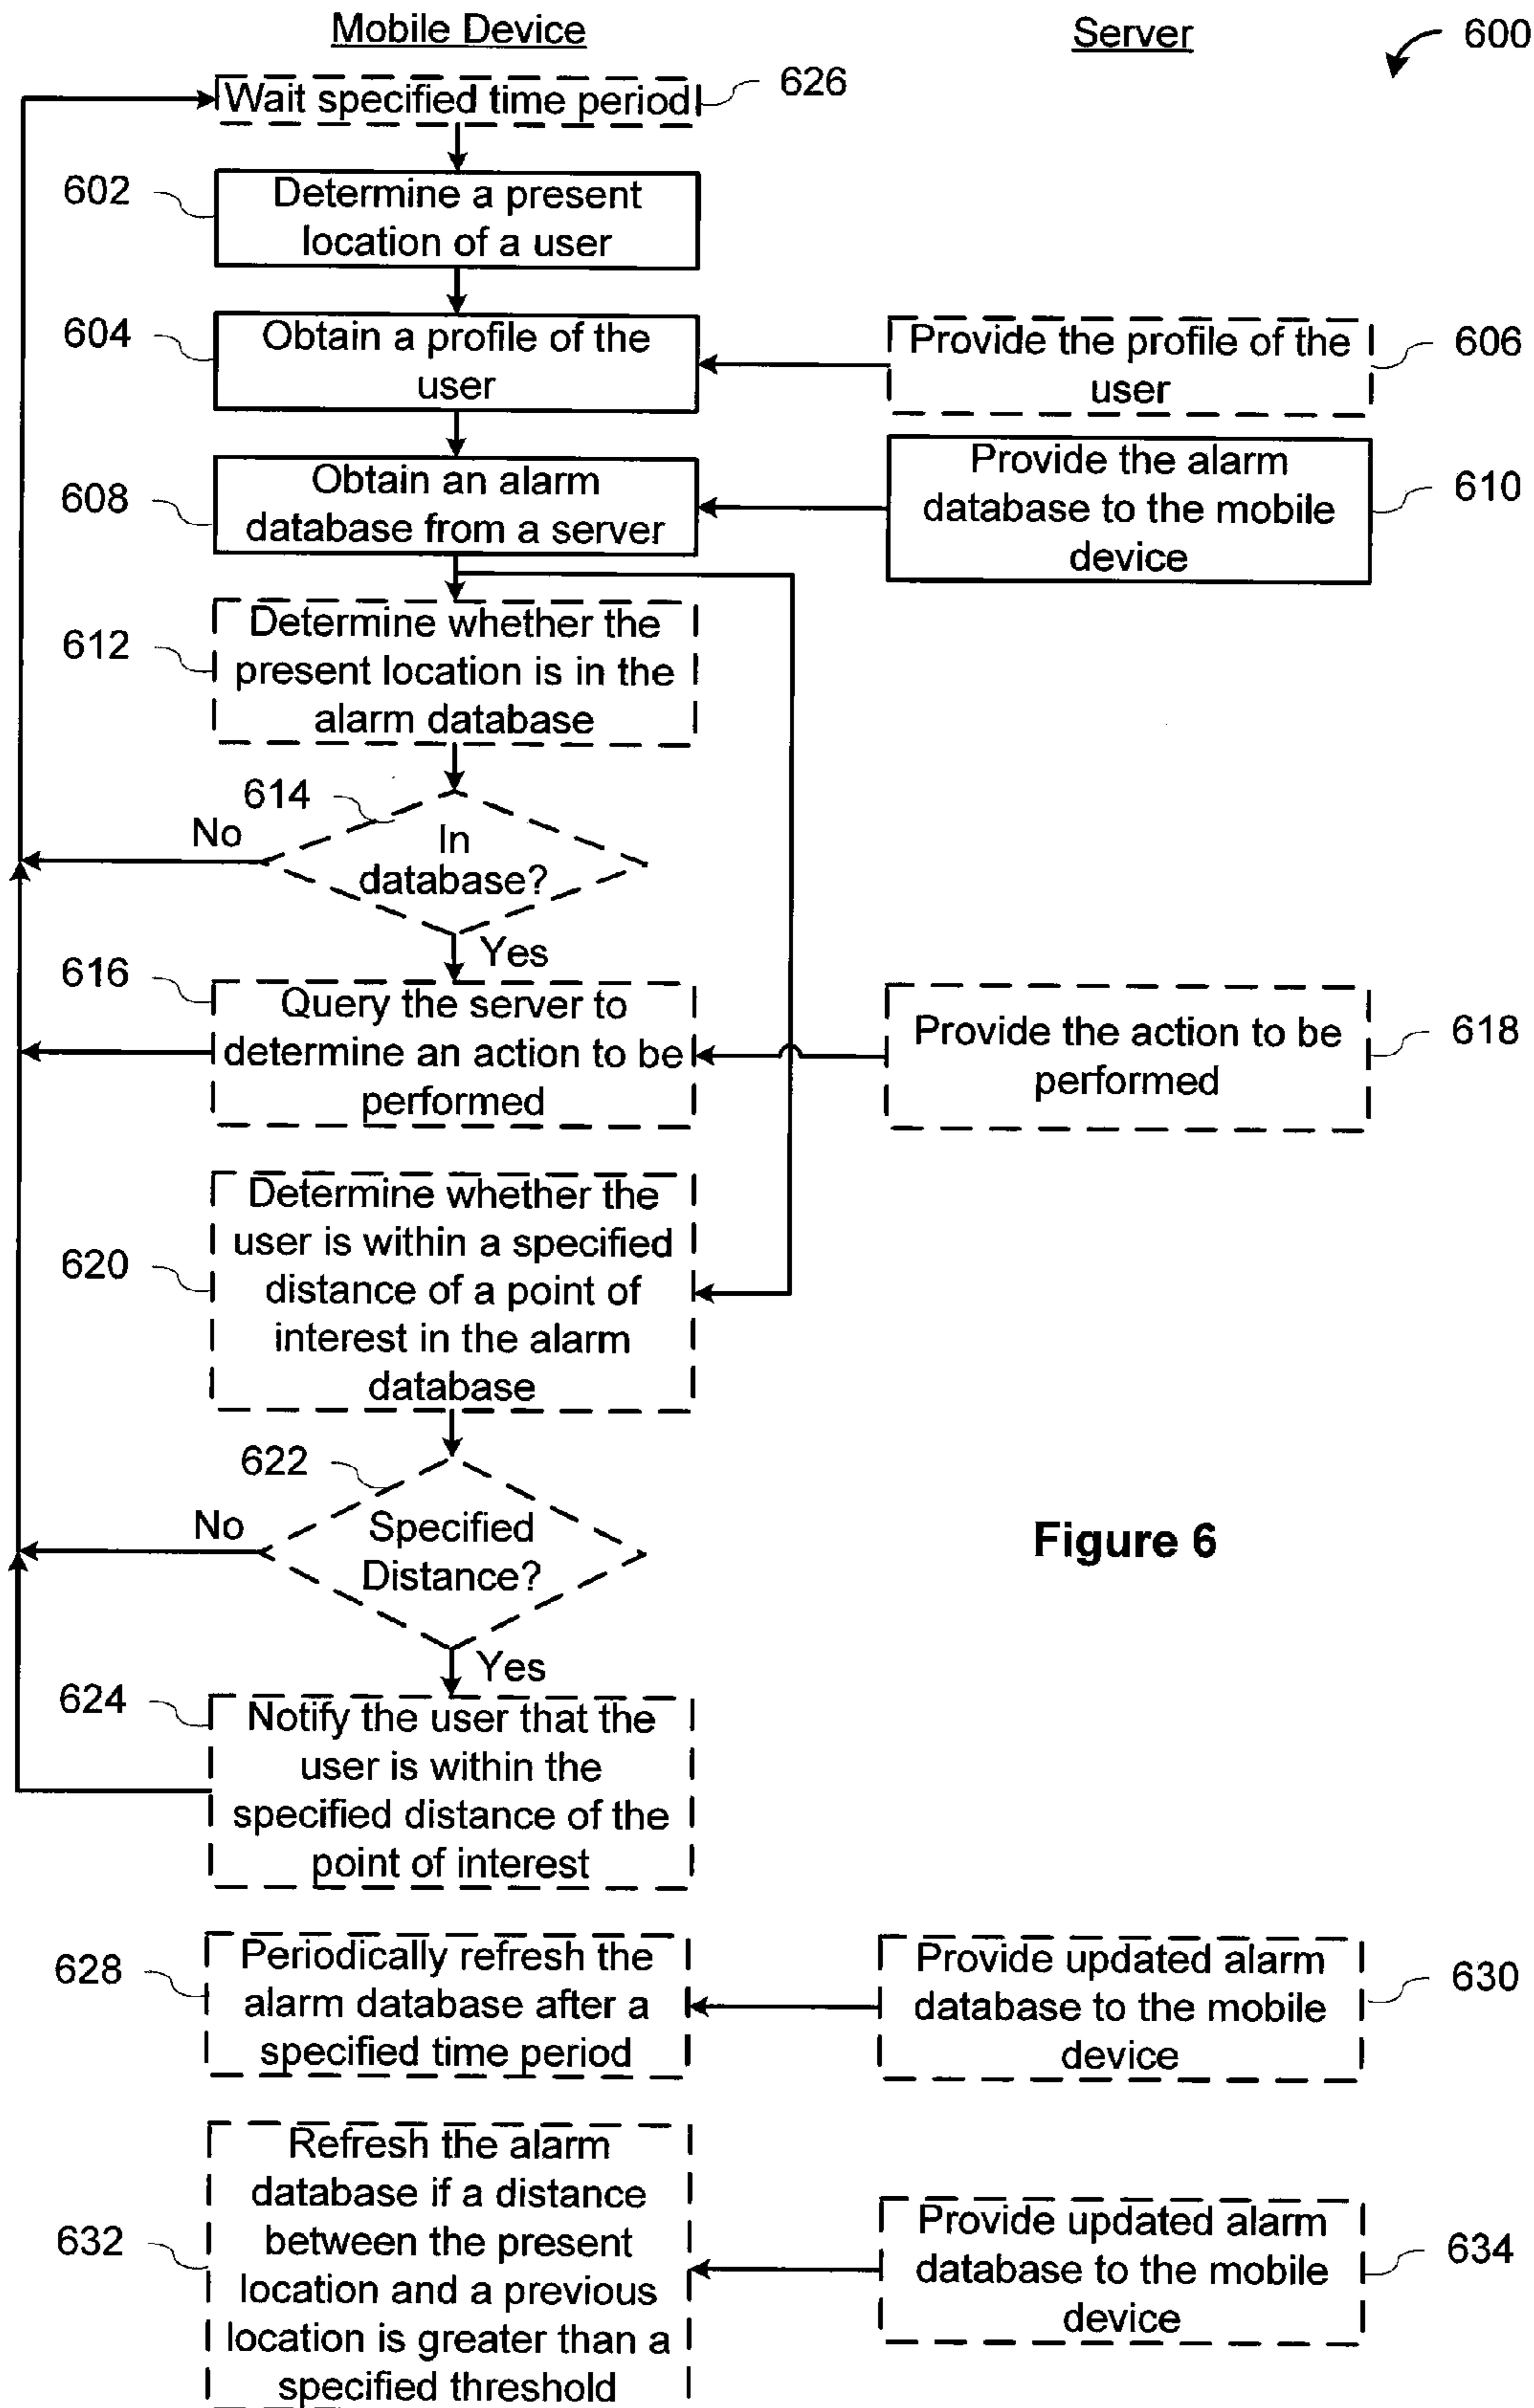 Mobile Device
Server
600
Wait specified time period
626
602
Determine a present
location of a user
604
Obtain a profile of the
user
Provide the profile of the
user
606
608
Obtain an alarm
database from a server
Provide the alarm
database to the mobile
device
610
612
Determine whether the
present location is in the
alarm database
614
No
In
database?
Yes
616
Query the server to
determine an action to be
performed
Provide the action to be
performed
618
620
Determine whether the
user is within a specified
distance of a point of
interest in the alarm
database
622
No
Specified
Distance?
Yes
Figure 6
624
Notify the user that the
user is within the
specified distance of the
point of interest
628
Periodically refresh the
alarm database after a
specified time period
Provide updated alarm
database to the mobile
device
630
632
Refresh the alarm
database if a distance
between the present
location and a previous
location is greater than a
specified threshold
Provide updated alarm
database to the mobile
device
634